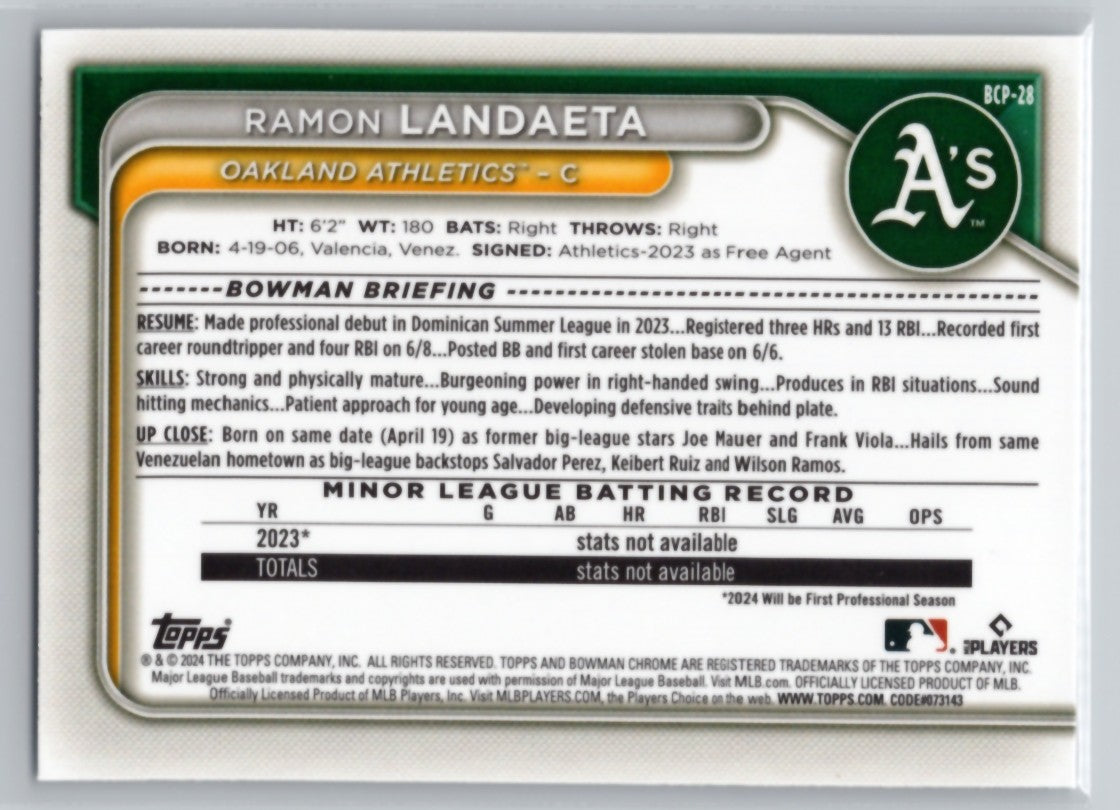 BCP-28
RAMON LANDAETA
A's™
OAKLAND ATHLETICS™ – C
HT: 6'2" WT: 180 BATS: Right THROWS: Right
BORN: 4-19-06, Valencia, Venez. SIGNED: Athletics-2023 as Free Agent
BOWMAN BRIEFING
RESUME: Made professional debut in Dominican Summer League in 2023...Registered three HRs and 13 RBI...Recorded first
career roundtripper and four RBI on 6/8...Posted BB and first career stolen base on 6/6.
SKILLS: Strong and physically mature...Burgeoning power in right-handed swing...Produces in RBI situations...Sound
hitting mechanics...Patient approach for young age...Developing defensive traits behind plate.
UP CLOSE: Born on same date (April 19) as former big-league stars Joe Mauer and Frank Viola...Hails from same
Venezuelan hometown as big-league backstops Salvador Perez, Keibert Ruiz and Wilson Ramos.
MINOR LEAGUE BATTING RECORD
YR G AB HR RBI SLG AVG OPS
2023* stats not available
TOTALS stats not available
*2024 Will be First Professional Season
Topps® MLB PLAYERS
® & © 2024 THE TOPPS COMPANY, INC. ALL RIGHTS RESERVED. TOPPS AND BOWMAN CHROME ARE REGISTERED TRADEMARKS OF THE TOPPS COMPANY, INC.
Major League Baseball trademarks and copyrights are used with permission of Major League Baseball. Visit MLB.com. OFFICIALLY LICENSED PRODUCT OF MLB.
Officially Licensed Product of MLB Players, Inc. Visit MLBPLAYERS.COM, the Players Choice on the web. WWW.TOPPS.COM. CODE#073143